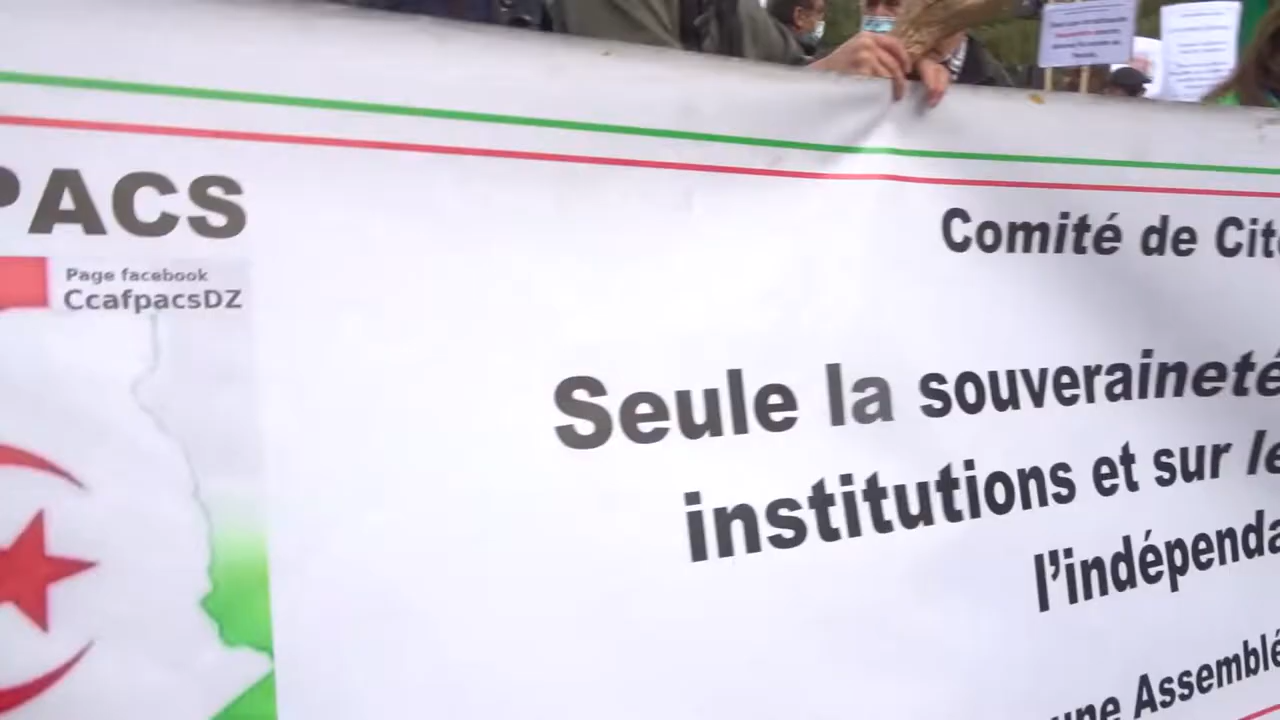 PACS
Page facebook
CcafpacsDZ
Comité de Cit
Seule la souveraineté
institutions et sur le
l'indépenda
une Assemblé